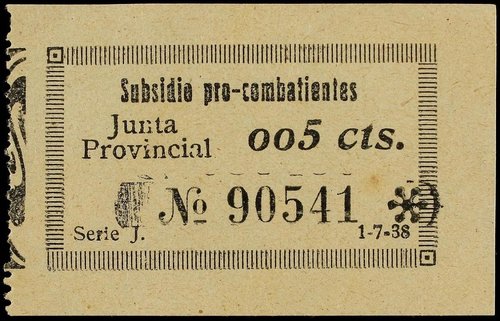 Subsidio pro-combatientes
Junta
Provincial
005 cts.
Nº 90541
Serie J.
1-7-38